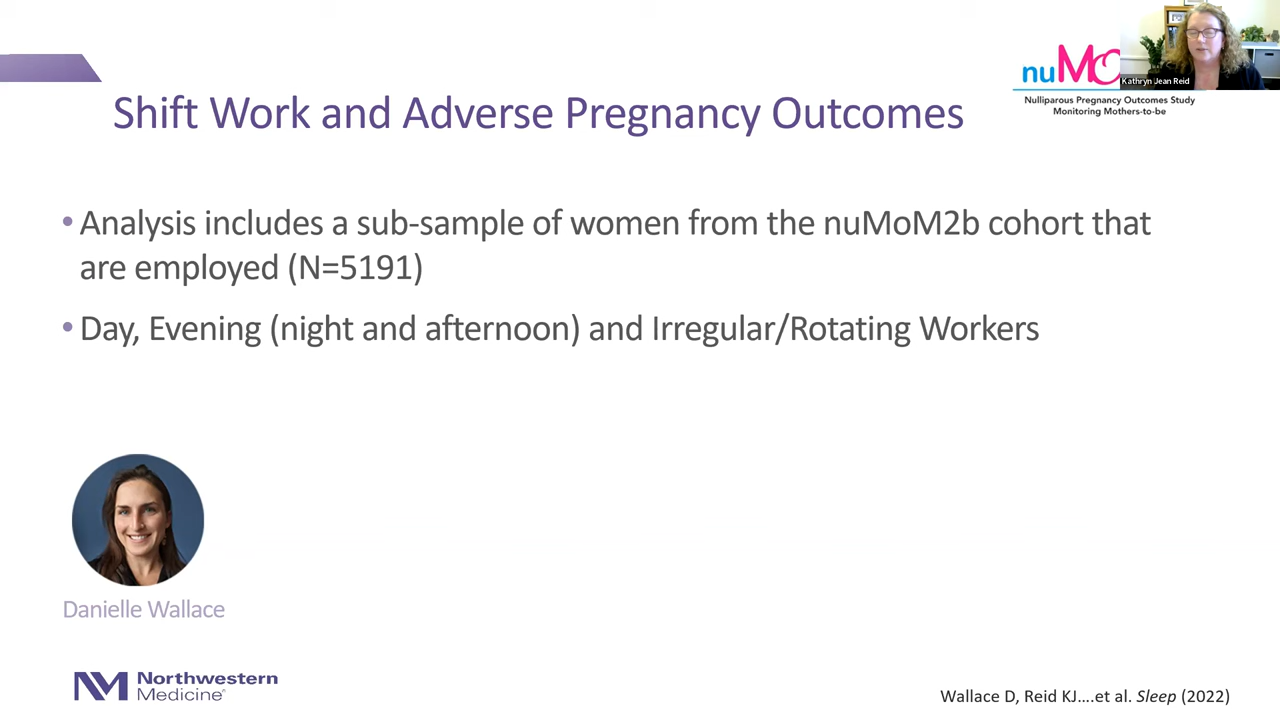 nuMO
Kathryn Jean Reid
Nulliparous Pregnancy Outcomes Study
Monitoring Mothers-to-be
Shift Work and Adverse Pregnancy Outcomes
• Analysis includes a sub-sample of women from the nuMoM2b cohort that
are employed (N=5191)
• Day, Evening (night and afternoon) and Irregular/Rotating Workers
Danielle Wallace
NM Northwestern
Medicine®
Wallace D, Reid KJ....et al. Sleep (2022)